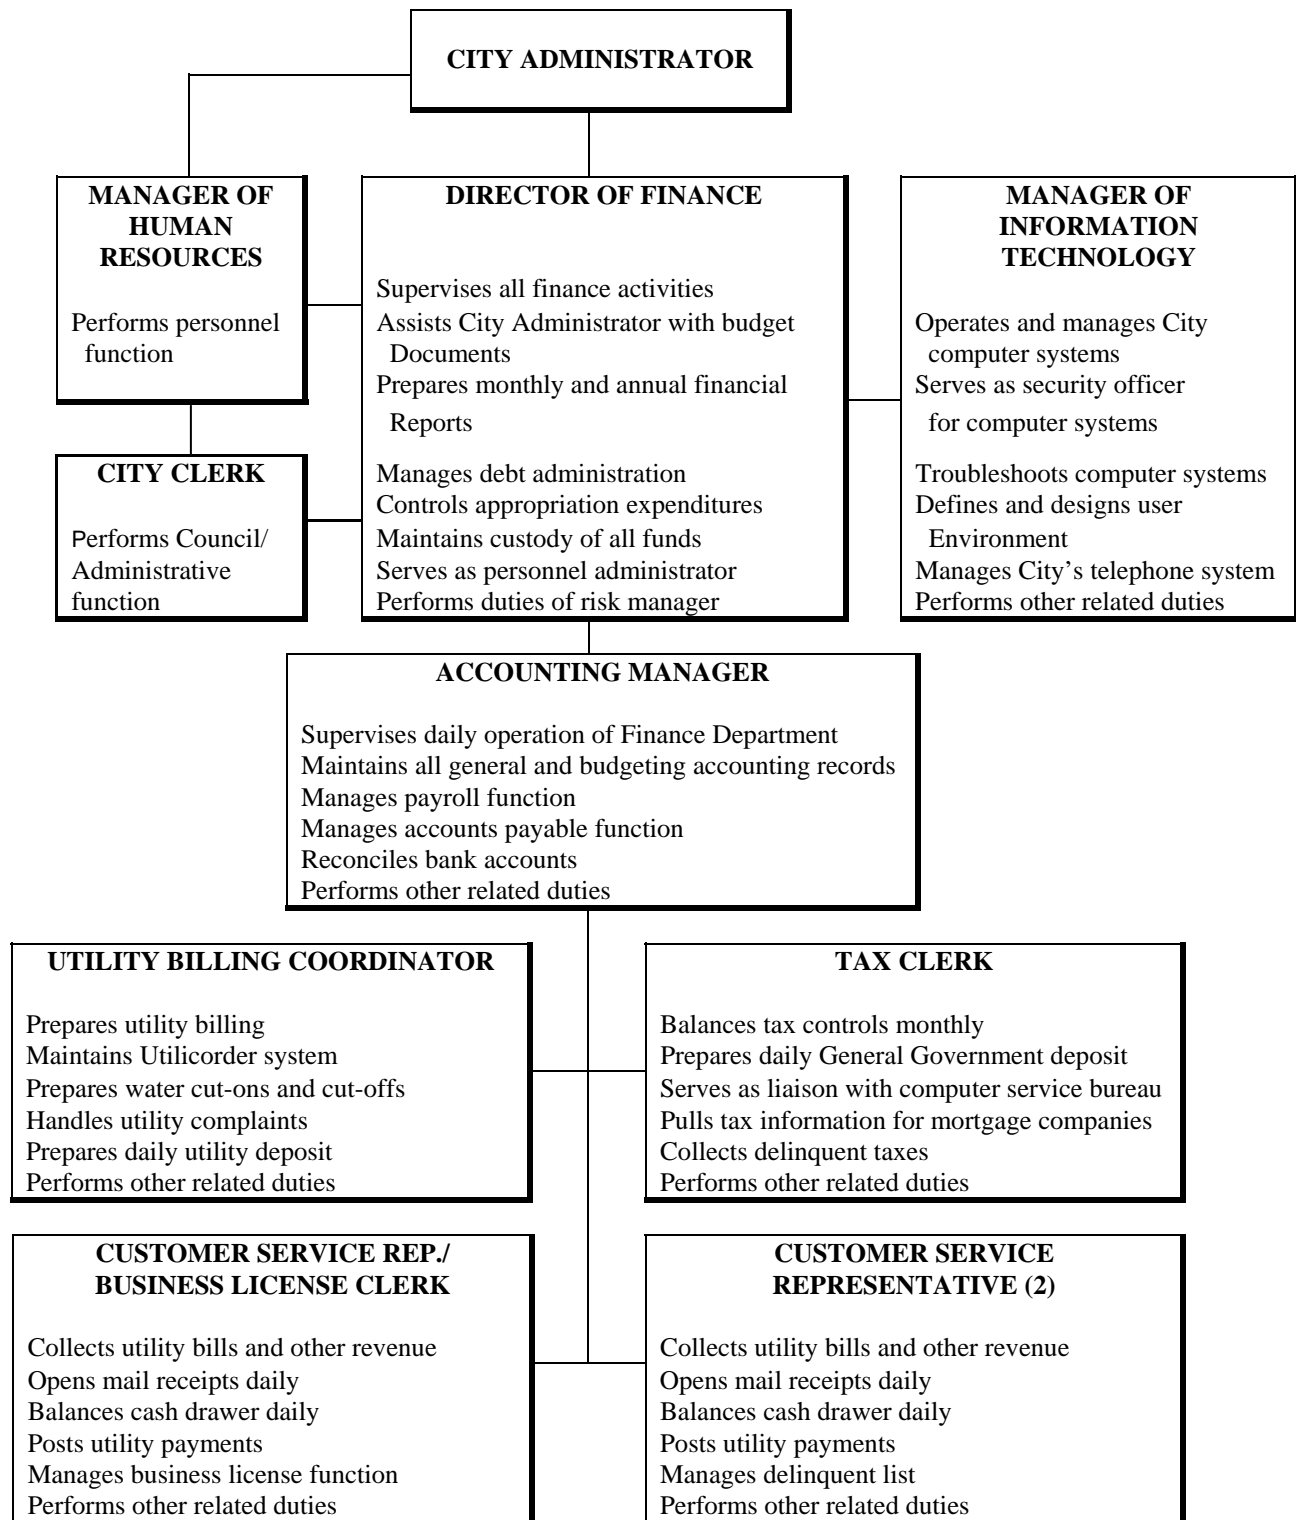 CITY ADMINISTRATOR
MANAGER OF
HUMAN
RESOURCES
Performs personnel
function
DIRECTOR OF FINANCE
Supervises all finance activities
Assists City Administrator with budget
Documents
Prepares monthly and annual financial
Reports
Manages debt administration
Controls appropriation expenditures
Maintains custody of all funds
Serves as personnel administrator
Performs duties of risk manager
MANAGER OF
INFORMATION
TECHNOLOGY
Operates and manages City
computer systems
Serves as security officer
for computer systems
Troubleshoots computer systems
Defines and designs user
Environment
Manages City’s telephone system
Performs other related duties
CITY CLERK
Performs Council/
Administrative
function
ACCOUNTING MANAGER
Supervises daily operation of Finance Department
Maintains all general and budgeting accounting records
Manages payroll function
Manages accounts payable function
Reconciles bank accounts
Performs other related duties
UTILITY BILLING COORDINATOR
Prepares utility billing
Maintains Utilicorder system
Prepares water cut-ons and cut-offs
Handles utility complaints
Prepares daily utility deposit
Performs other related duties
TAX CLERK
Balances tax controls monthly
Prepares daily General Government deposit
Serves as liaison with computer service bureau
Pulls tax information for mortgage companies
Collects delinquent taxes
Performs other related duties
CUSTOMER SERVICE REP./
BUSINESS LICENSE CLERK
Collects utility bills and other revenue
Opens mail receipts daily
Balances cash drawer daily
Posts utility payments
Manages business license function
Performs other related duties
CUSTOMER SERVICE
REPRESENTATIVE (2)
Collects utility bills and other revenue
Opens mail receipts daily
Balances cash drawer daily
Posts utility payments
Manages delinquent list
Performs other related duties